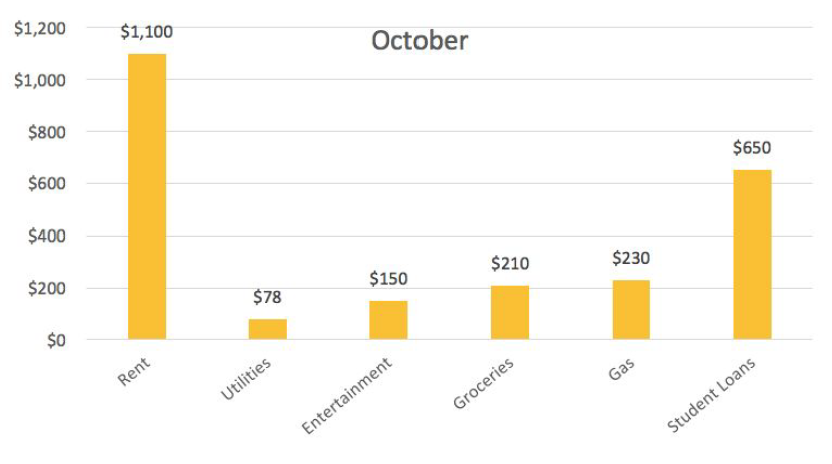 October
$1,200
$1,000
$800
$600
$400
$200
$0
$1,100
$78
$150
$210
$230
$650
Rent
Utilities
Entertainment
Groceries
Gas
Student Loans